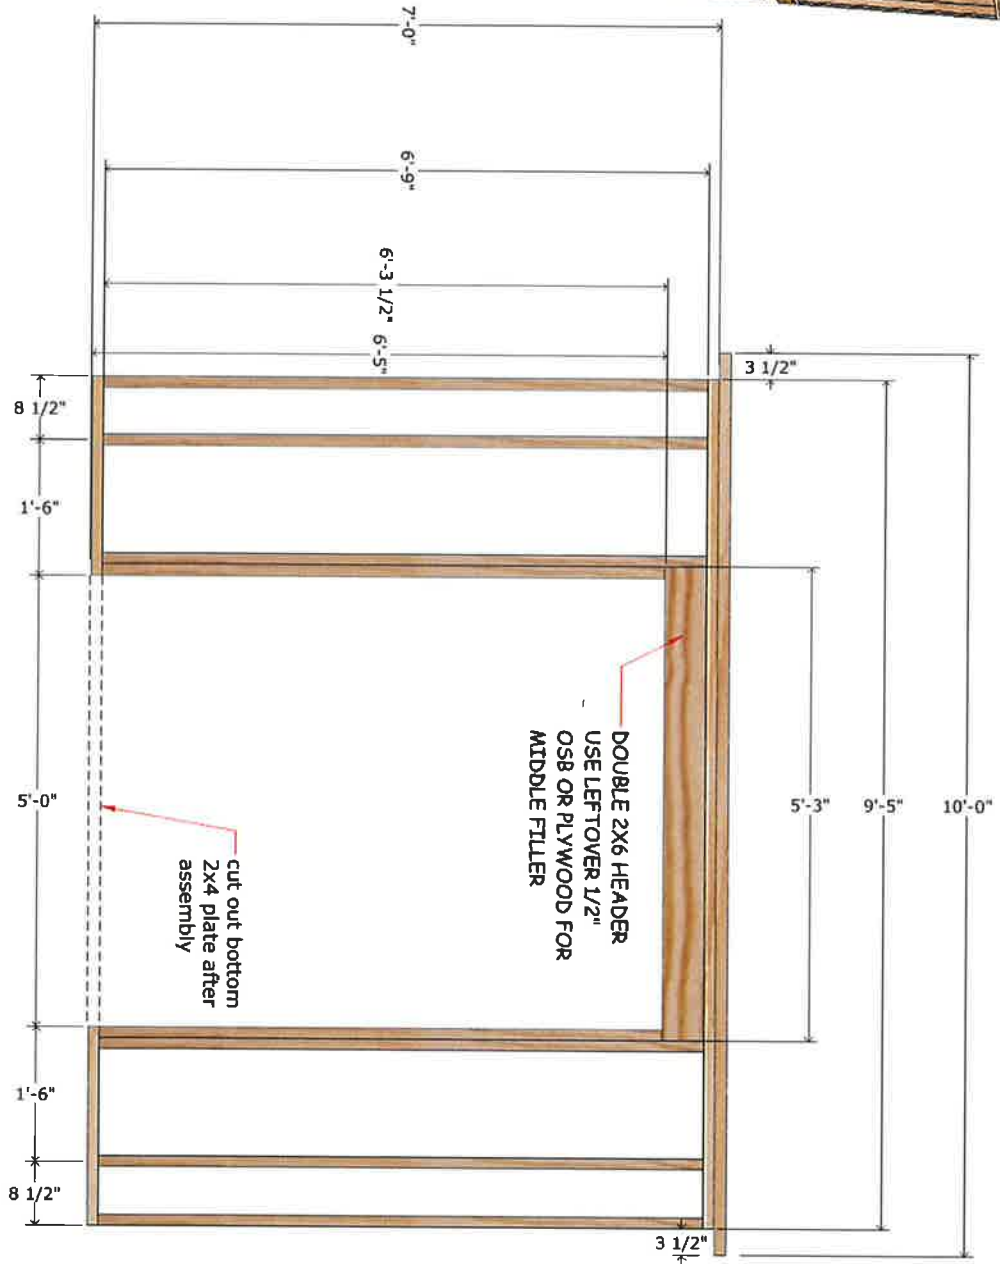 7'-0"
6'-9"
6'-3 1/2"
6'-5"
3 1/2"
8 1/2"
1'-6"
5'-0"
1'-6"
8 1/2"
DOUBLE 2X6 HEADER
USE LEFTOVER 1/2"
OSB OR PLYWOOD FOR
MIDDLE FILLER
cut out bottom
2x4 plate after
assembly
5'-3"
9'-5"
10'-0"
3 1/2"